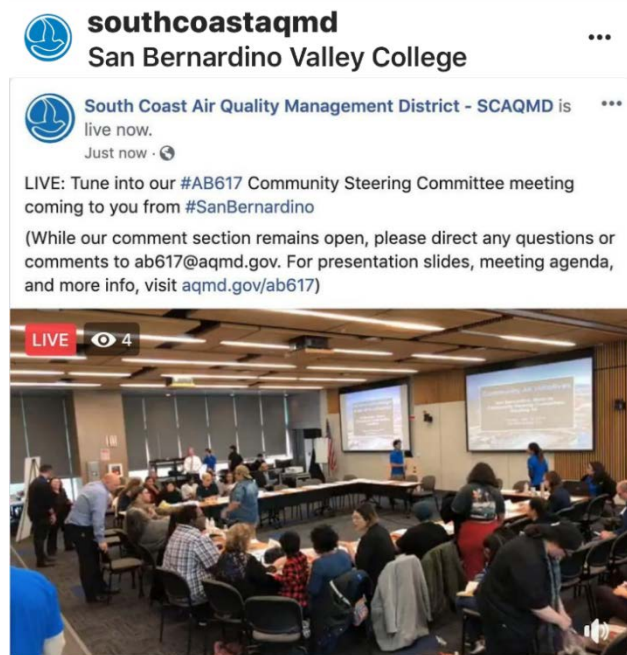 southcoastaqmd
San Bernardino Valley College
South Coast Air Quality Management District - SCAQMD is
live now.
Just now ·
LIVE: Tune into our #AB617 Community Steering Committee meeting
coming to you from #SanBernardino
(While our comment section remains open, please direct any questions or
comments to ab617@aqmd.gov. For presentation slides, meeting agenda,
and more info, visit aqmd.gov/ab617)
LIVE 4
Community Air Initiatives